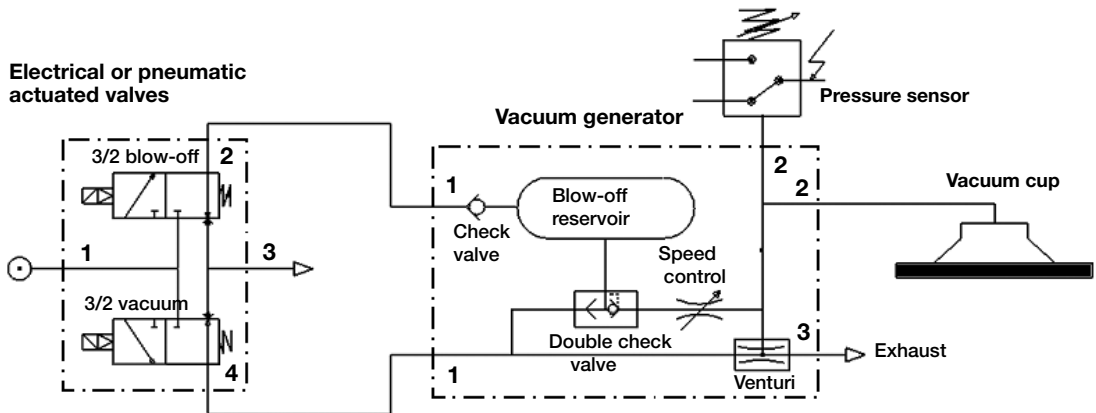 Electrical or pneumatic
actuated valves
3/2 blow-off
2
1
3
3/2 vacuum
4
Vacuum generator
1
Check
valve
Blow-off
reservoir
Speed
control
Double check
valve
1
2
2
3
Venturi
Exhaust
Pressure sensor
Vacuum cup